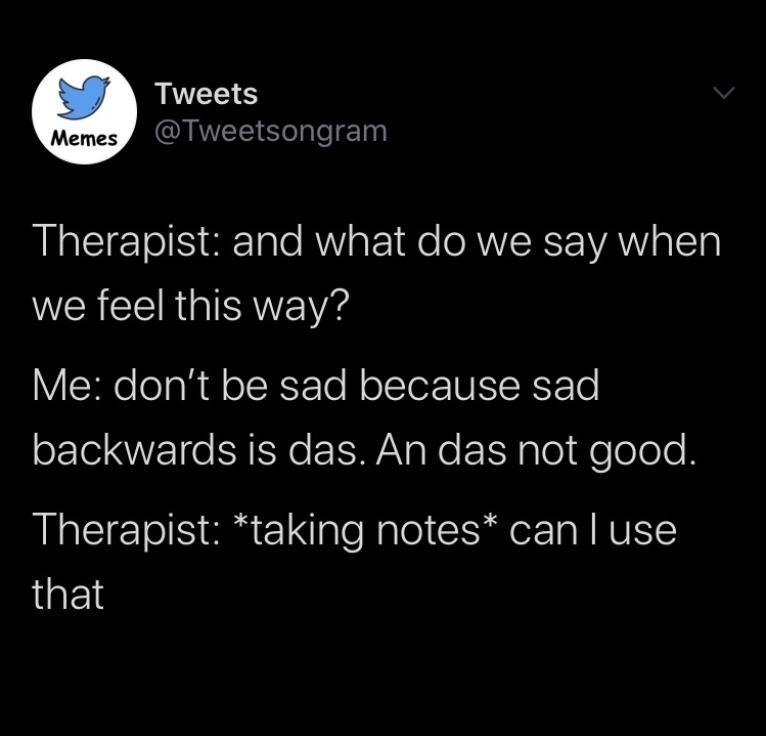 Memes
Tweets
@Tweetsongram
Therapist: and what do we say when
we feel this way?
Me: don’t be sad because sad
backwards is das. An das not good.
Therapist: *taking notes* can I use
that